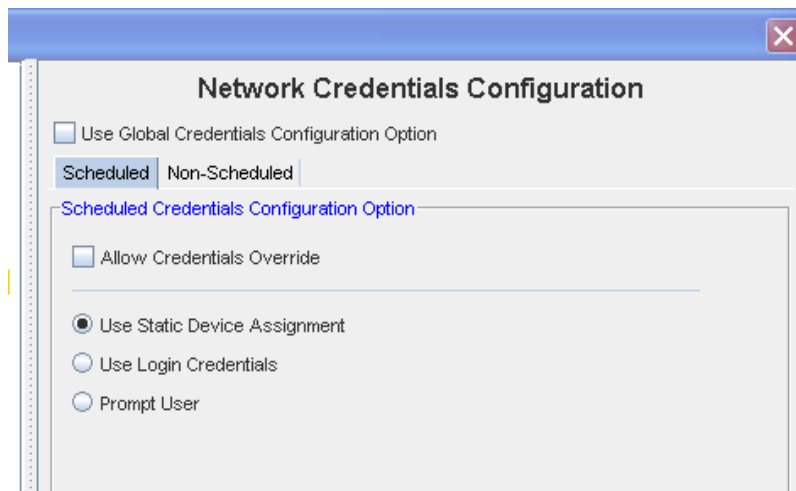 Network Credentials Configuration
Use Global Credentials Configuration Option
Scheduled Non-Scheduled
Scheduled Credentials Configuration Option
Allow Credentials Override
Use Static Device Assignment
Use Login Credentials
Prompt User